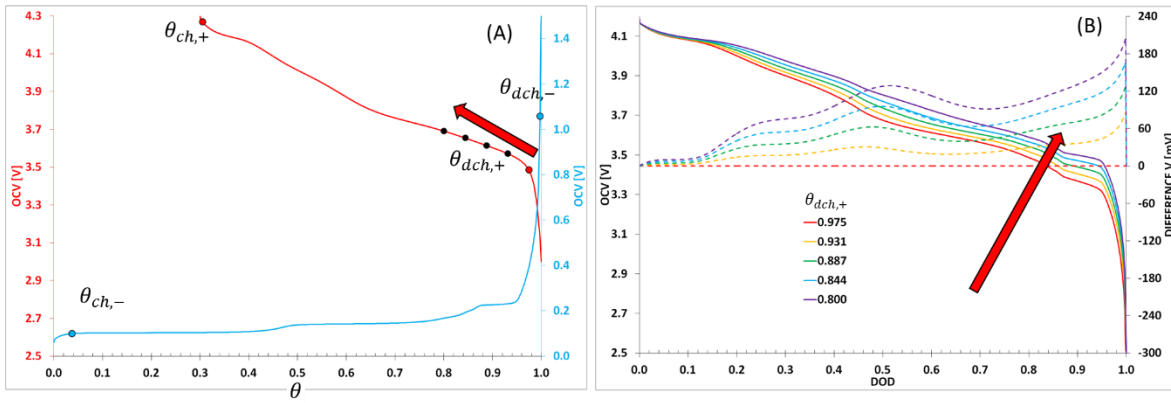 (A)
OCV [V]
4.3
4.1
3.9
3.7
3.5
3.3
3.1
2.9
2.7
2.5
θch,+
θdch,−
θdch,+
θch,−
1.4
1.2
1.0
0.8
0.6
0.4
0.2
0.0
OCV [V]
0.0 0.1 0.2 0.3 0.4 0.5 0.6 0.7 0.8 0.9 1.0
θ
(B)
OCV [V]
4.1
3.9
3.7
3.5
3.3
3.1
2.9
2.7
2.5
θdch,+
0.975
0.931
0.887
0.844
0.800
240
180
120
60
0
-60
-120
-180
-240
-300
DIFFERENCE V [mV]
0.0 0.1 0.2 0.3 0.4 0.5 0.6 0.7 0.8 0.9 1.0
DOD